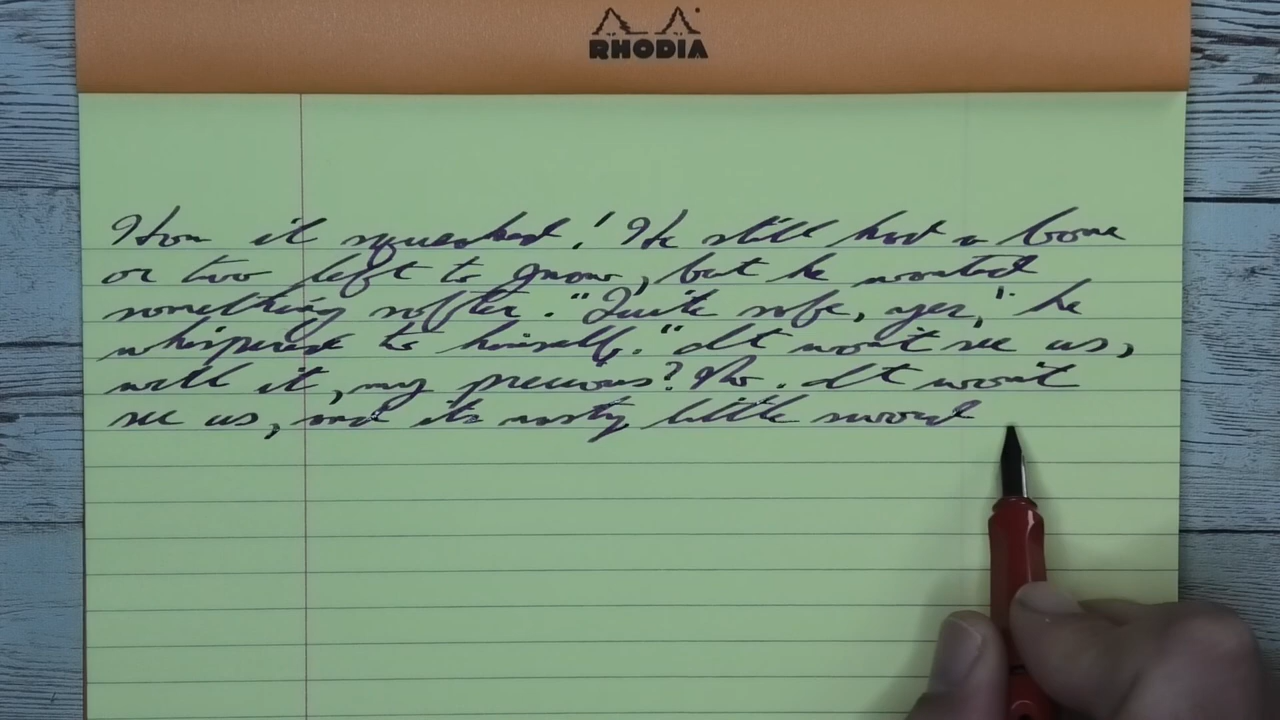 RHODIA
How it squeaked! He still had a bone
or two left to gnaw, but he wanted
something softer. "Quite safe, yes," he
whispered to himself. "It won't see us,
will it, my precious? No. It won't
see us, and its nasty little sword